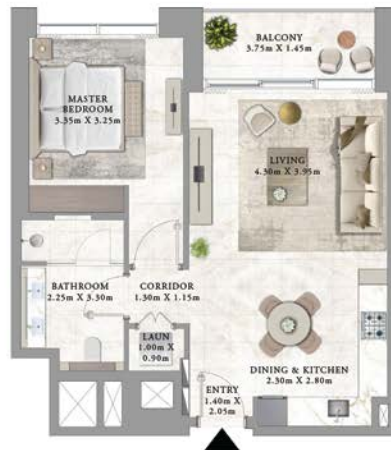 BALCONY
3.75m X 1.45m
MASTER
BEDROOM
3.35m X 3.25m
LIVING
4.30m X 3.95m
BATHROOM
2.25m X 3.30m
CORRIDOR
1.30m X 1.15m
LAUN
1.00m X
0.90m
DINING & KITCHEN
2.30m X 2.80m
ENTRY
1.40m X
2.05m